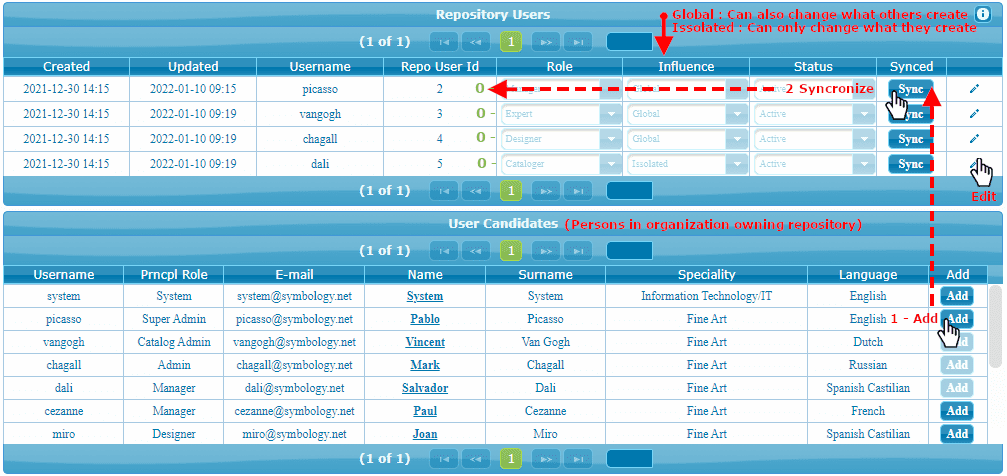 Repository Users
Global : Can also change what others create
Issolated : Can only change what they create
(1 of 1) 1
Created Updated Username Repo User Id Role Influence Status Synced
2021-12-30 14:15 2022-01-10 09:15 picasso 2 0 2 Syncronize Sync
2021-12-30 14:15 2022-01-10 09:19 vangogh 3 0 - Expert Global Active Sync
2021-12-30 14:15 2022-01-10 09:19 chagall 4 0 - Designer Global Active Sync
2021-12-30 14:15 2022-01-10 09:19 dali 5 0 - Cataloger Issolated Active Sync
(1 of 1) 1
Edit
User Candidates (Persons in organization owning repository)
(1 of 1) 1
Username Prncpl Role E-mail Name Surname Speciality Language Add
system System system@symbology.net System System Information Technology/IT English Add
picasso Super Admin picasso@symbology.net Pablo Picasso Fine Art English 1 - Add Add
vangogh Catalog Admin vangogh@symbology.net Vincent Van Gogh Fine Art Dutch Add
chagall Admin chagall@symbology.net Mark Chagall Fine Art Russian Add
dali Manager dali@symbology.net Salvador Dali Fine Art Spanish Castilian Add
cezanne Manager cezanne@symbology.net Paul Cezanne Fine Art French Add
miro Designer miro@symbology.net Joan Miro Fine Art Spanish Castilian Add
(1 of 1) 1